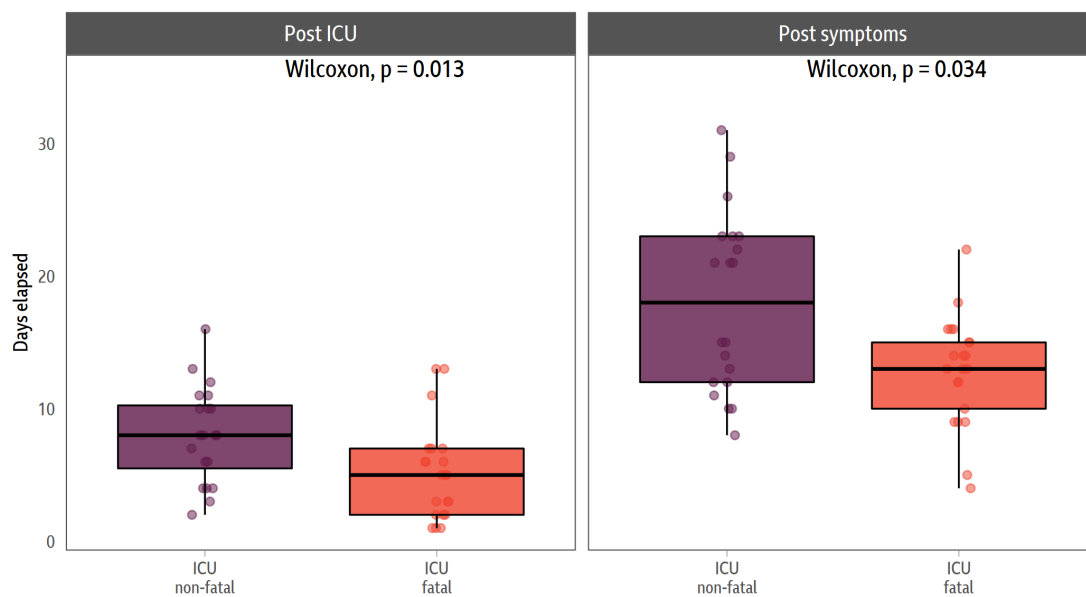 Post ICU
Post symptoms
Wilcoxon, p = 0.013
Wilcoxon, p = 0.034
Days elapsed
30
20
10
0
ICU
non-fatal
ICU
fatal
ICU
non-fatal
ICU
fatal